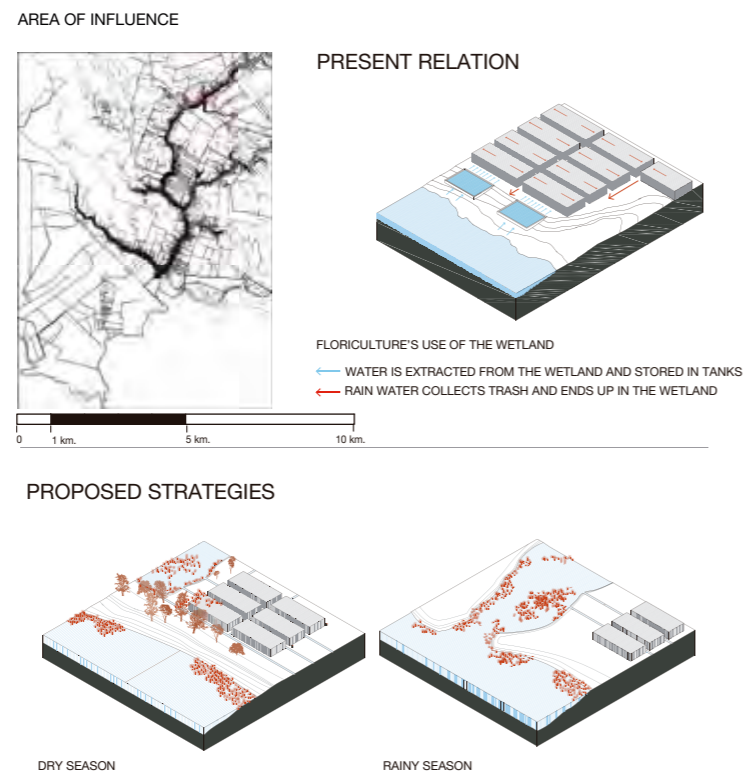 AREA OF INFLUENCE
PRESENT RELATION
FLORICULTURE'S USE OF THE WETLAND
WATER IS EXTRACTED FROM THE WETLAND AND STORED IN TANKS
RAIN WATER COLLECTS TRASH AND ENDS UP IN THE WETLAND
0 1 km. 5 km. 10 km.
PROPOSED STRATEGIES
DRY SEASON
RAINY SEASON